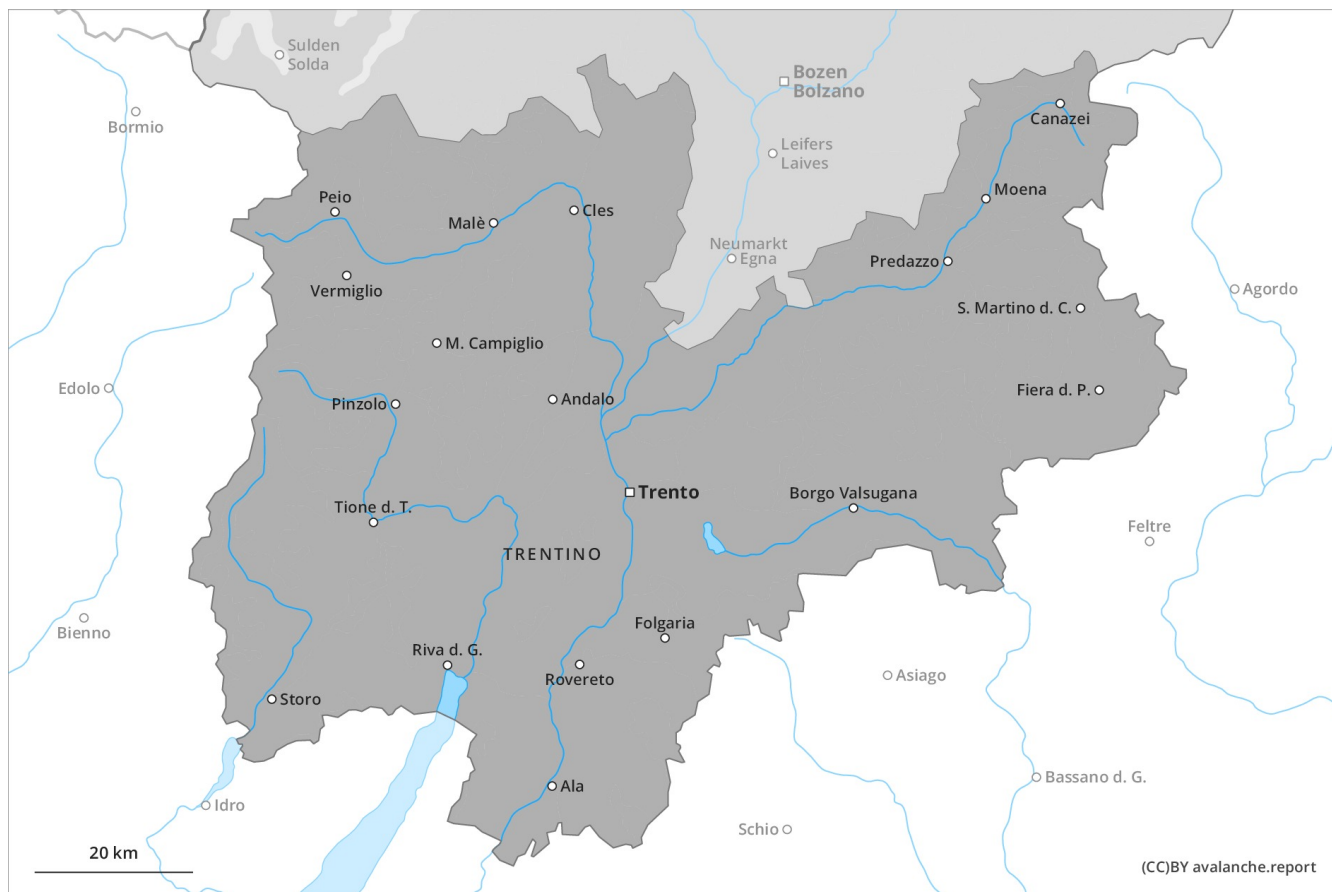 Sulden
Solda
Bozen
Bolzano
Bormio
Canazei
Leifers
Laives
Peio
Moena
Malè
Cles
Neumarkt
Egna
Predazzo
Vermiglio
Agordo
S. Martino d. C.
M. Campiglio
Edolo
Fiera d. P.
Pinzolo
Andalo
Trento
Borgo Valsugana
Tione d. T.
Feltre
TRENTINO
Bienno
Folgaria
Riva d. G.
Asiago
Rovereto
Storo
Bassano d. G.
Ala
Idro
Schio
20 km
(CC)BY avalanche.report